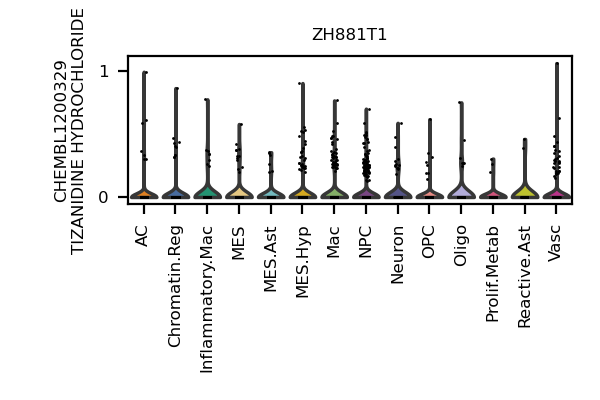 ZH881T1
CHEMBL1200329
TIZANIDINE HYDROCHLORIDE
1
0
AC
Chromatin.Reg
Inflammatory.Mac
MES
MES.Ast
MES.Hyp
Mac
NPC
Neuron
OPC
Oligo
Prolif.Metab
Reactive.Ast
Vasc